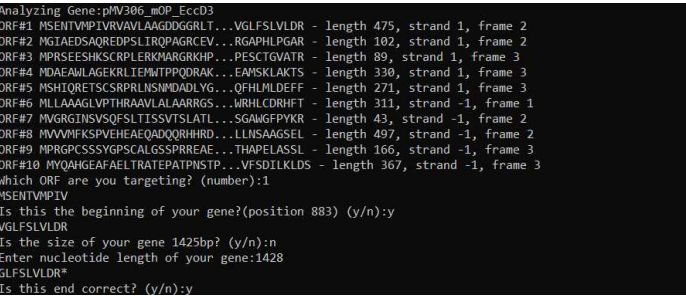 Analyzing Gene:pMV306_mOP_EccD3
ORF#1 MSENTVMPIVRVAVLAAGDDGGRLT...VGLFSLVLDR - length 475, strand 1, frame 2
ORF#2 MGIAEDSAQREDPSLIRQPAGRCEV...RGAPHLPGAR - length 102, strand 1, frame 2
ORF#3 MPRSEESHKSCRPLERKMARGRKHP...PESCTGVATR - length 89, strand 1, frame 3
ORF#4 MDAEAWLAGEKRLIEMWTPPQDRAK...EAMSKLAKTS - length 330, strand 1, frame 3
ORF#5 MSHIQRETSCSRPRLNSNMDADLYG...QFHLMLDEFF - length 271, strand 1, frame 3
ORF#6 MLLAAAGLVPTHRAAVLALAARRGS...WRHLCDRHFT - length 311, strand -1, frame 1
ORF#7 MVGRGINSVSQFSLTISSVTSLATL...SGAWGFPYKR - length 43, strand -1, frame 2
ORF#8 MVVVMFKSPVEHEAEQADQQRHHRD...LLNSAAGSEL - length 497, strand -1, frame 2
ORF#9 MPRGPCSSSYGPSCALGSSPRREAE...THAPELASSL - length 166, strand -1, frame 3
ORF#10 MYQAHGEAFAELTRATEPATPNSTP...VFSDILKLDS - length 367, strand -1, frame 3
Which ORF are you targeting? (number):1
MSENTVMPIV
Is this the beginning of your gene?(position 883) (y/n):y
VGLFSLVLDR
Is the size of your gene 1425bp? (y/n):n
Enter nucleotide length of your gene:1428
GLFSLVLDR*
Is this end correct? (y/n):y